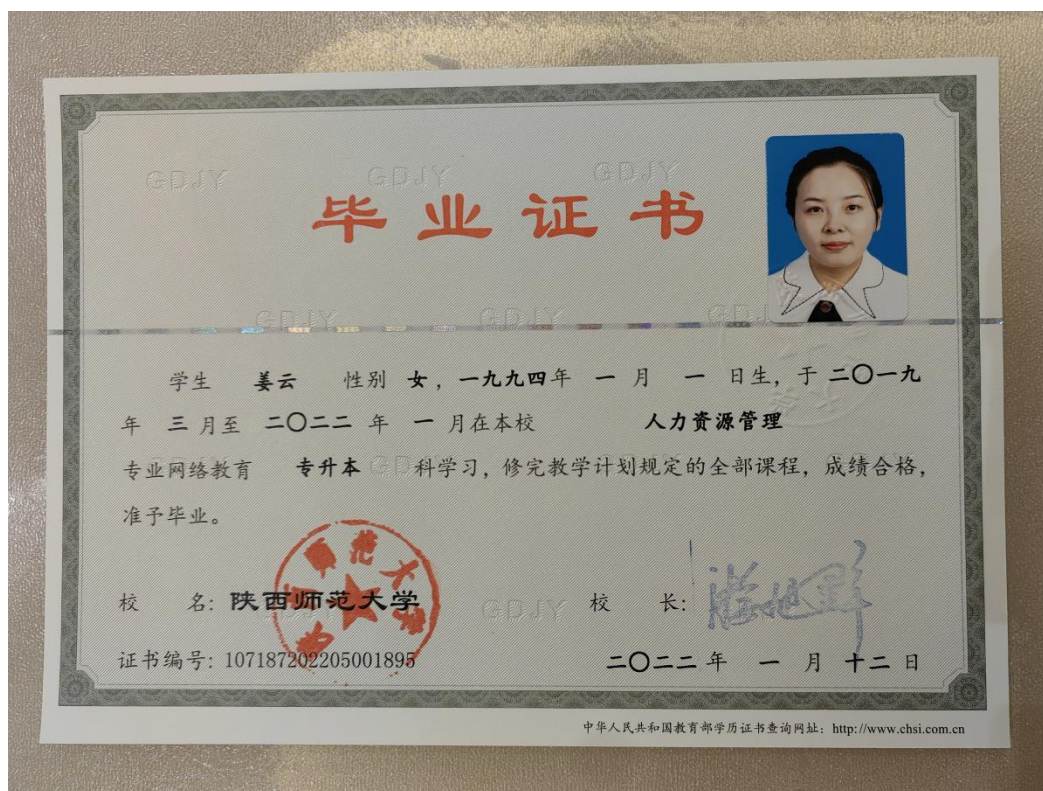 GDJY GDJY GDJY
毕业证书
GDJY GDJY GDJY
学生 姜云 性别 女，一九九四年 一 月 一 日生，于 二〇一九
年 三 月至 二〇二二 年 一 月在本校 人力资源管理
专业网络教育 专升本 科学习，修完教学计划规定的全部课程，成绩合格，
准予毕业。
校 名：陕西师范大学 GDJY 校 长：
证书编号：107187202205001895 二〇二二 年 一 月 十二 日
中华人民共和国教育部学历证书查询网址：http://www.chsi.com.cn